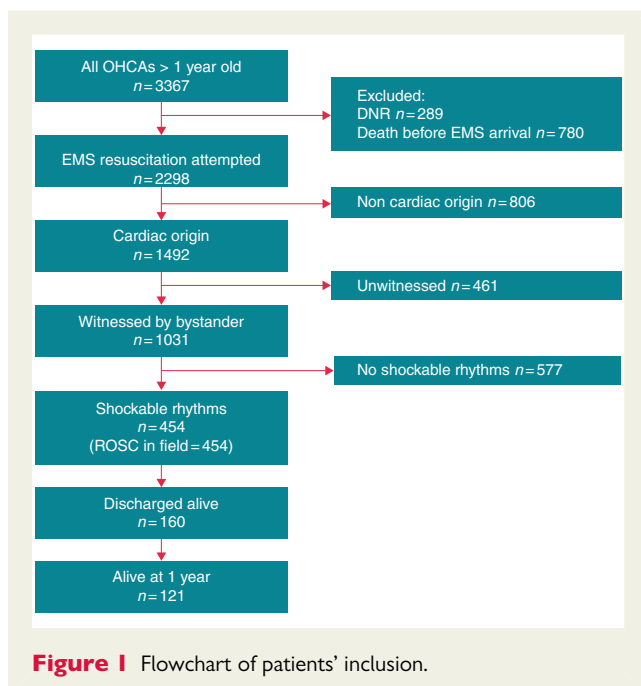 All OHCAs > 1 year old
n=3367
Excluded:
DNR n=289
Death before EMS arrival n=780
EMS resuscitation attempted
n=2298
Non cardiac origin n=806
Cardiac origin
n=1492
Unwitnessed n=461
Witnessed by bystander
n=1031
No shockable rhythms n=577
Shockable rhythms
n=454
(ROSC in field=454)
Discharged alive
n=160
Alive at 1 year
n=121
Figure 1 Flowchart of patients' inclusion.